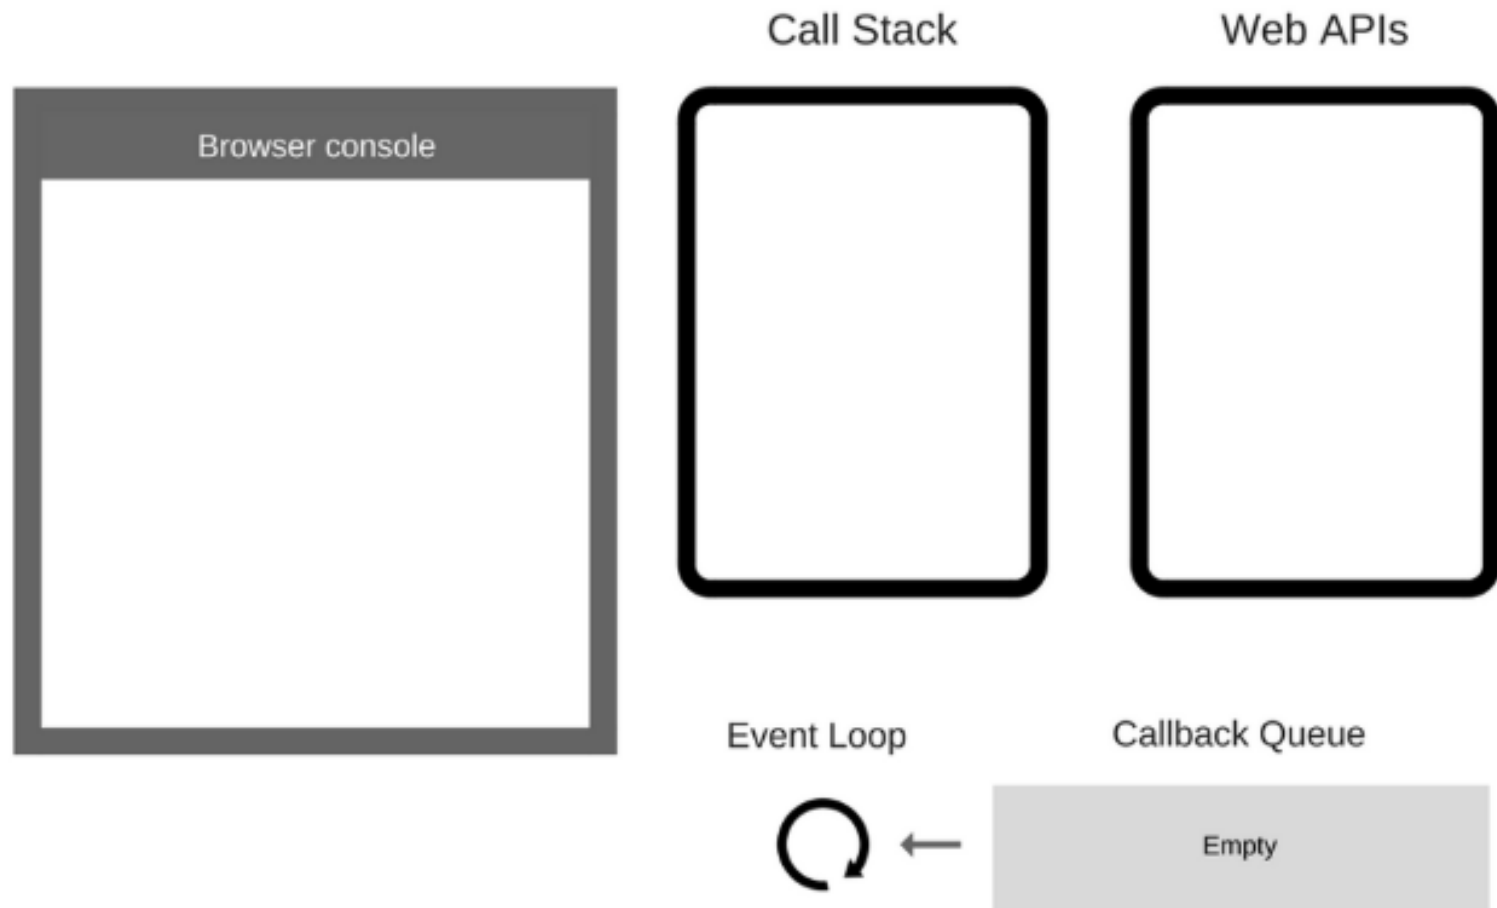 Call Stack
Web APIs
Browser console
Event Loop
Callback Queue
Empty